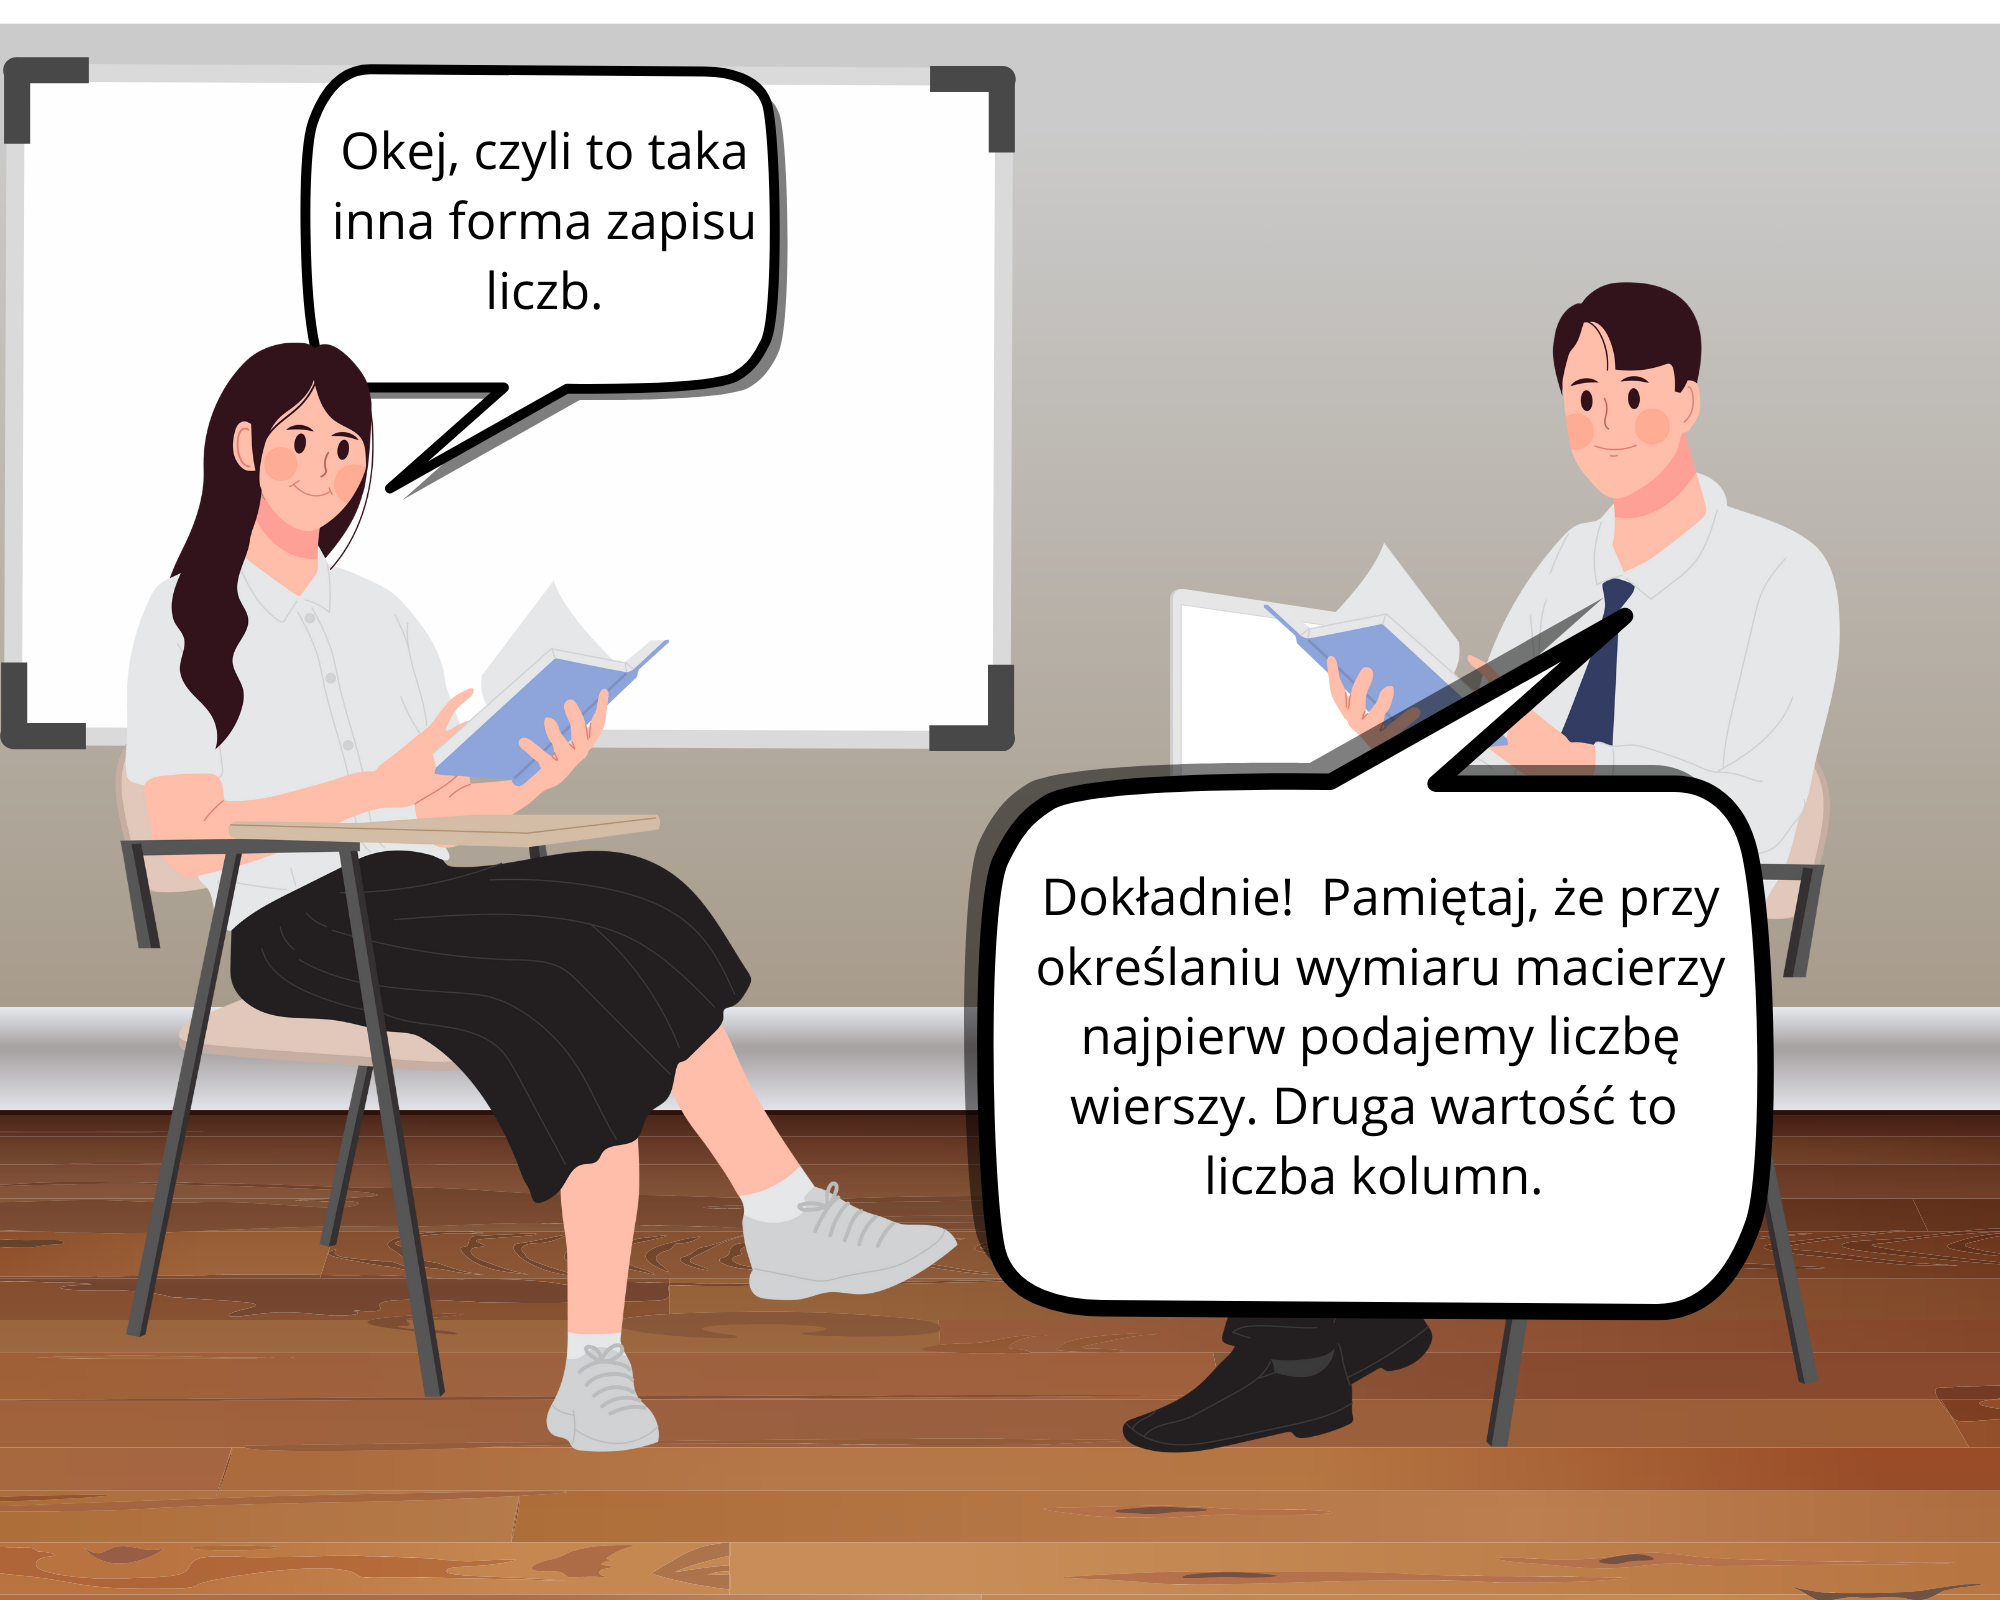 Okej, czyli to taka
inna forma zapisu
liczb.
Dokładnie!  Pamiętaj, że przy
określaniu wymiaru macierzy
najpierw podajemy liczbę
wierszy. Druga wartość to
liczba kolumn.